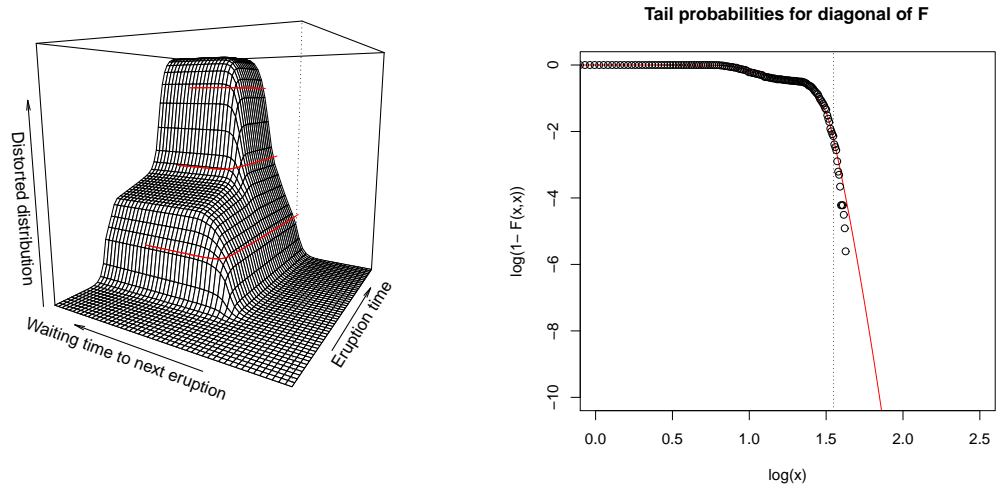 Distorted distribution
Waiting time to next eruption
Eruption time
Tail probabilities for diagonal of F
log(1− F(x,x))
0
−2
−4
−6
−8
−10
0.0 0.5 1.0 1.5 2.0 2.5
log(x)